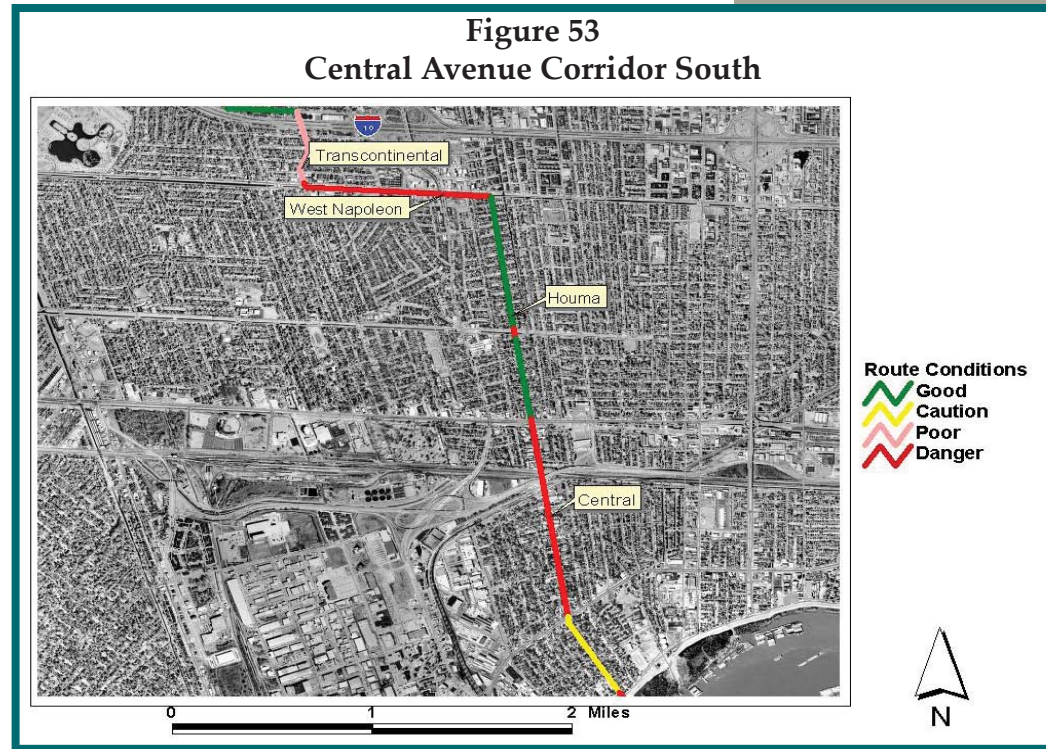 Figure 53
Central Avenue Corridor South
10
Transcontinental
West Napoleon
Houma
Central
Route Conditions
Good
Caution
Poor
Danger
0 1 2 Miles
N